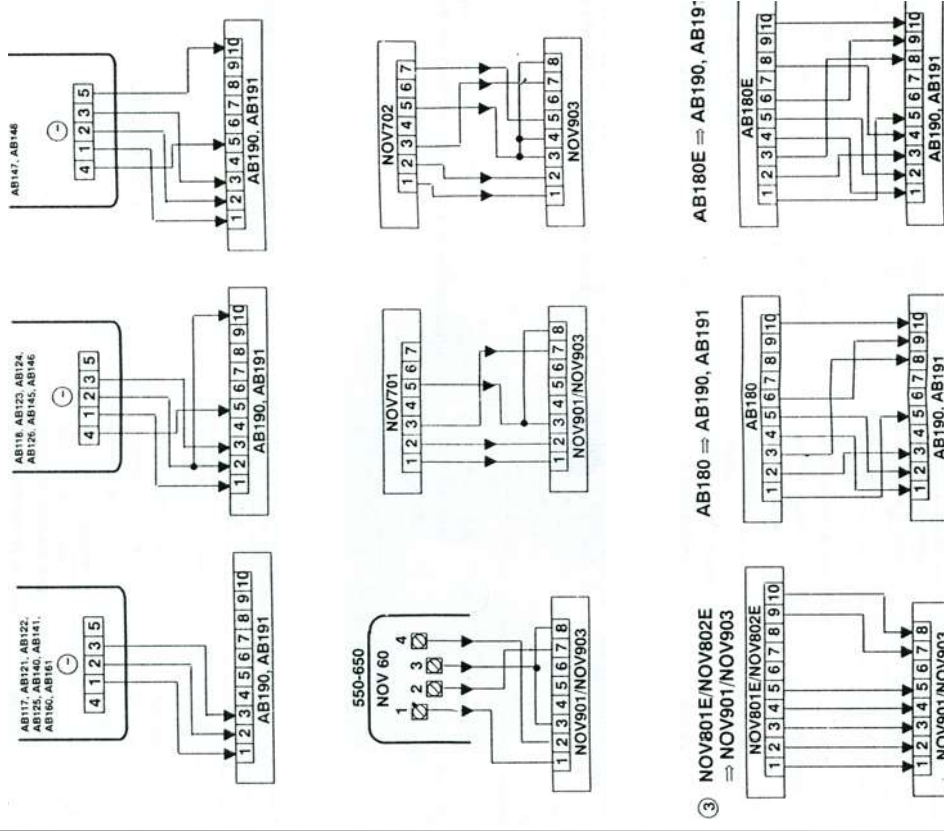 AB117, AB121, AB122,
AB125, AB140, AB141,
AB160, AB161
4 1 2 3 5
1 2 3 4 5 6 7 8 9 10
AB190, AB191
AB118, AB123, AB124,
AB126, AB145, AB146
4 1 2 3 5
1 2 3 4 5 6 7 8 9 10
AB190, AB191
AB147, AB148
4 1 2 3 5
1 2 3 4 5 6 7 8 9 10
AB190, AB191
550-650
NOV 60
1 2 3 4
1 2 3 4 5 6 7 8
NOV901/NOV903
NOV701
1 2 3 4 5 6 7
1 2 3 4 5 6 7 8
NOV901/NOV903
NOV702
1 2 3 4 5 6 7
1 2 3 4 5 6 7 8
NOV903
3 NOV801E/NOV802E
⇒ NOV901/NOV903
NOV801E/NOV802E
1 2 3 4 5 6 7 8 9 10
1 2 3 4 5 6 7 8
NOV901/NOV903
AB180 ⇒ AB190, AB191
AB180
1 2 3 4 5 6 7 8 9 10
1 2 3 4 5 6 7 8 9 10
AB190, AB191
AB180E ⇒ AB190, AB191
AB180E
1 2 3 4 5 6 7 8 9 10
1 2 3 4 5 6 7 8 9 10
AB190, AB191